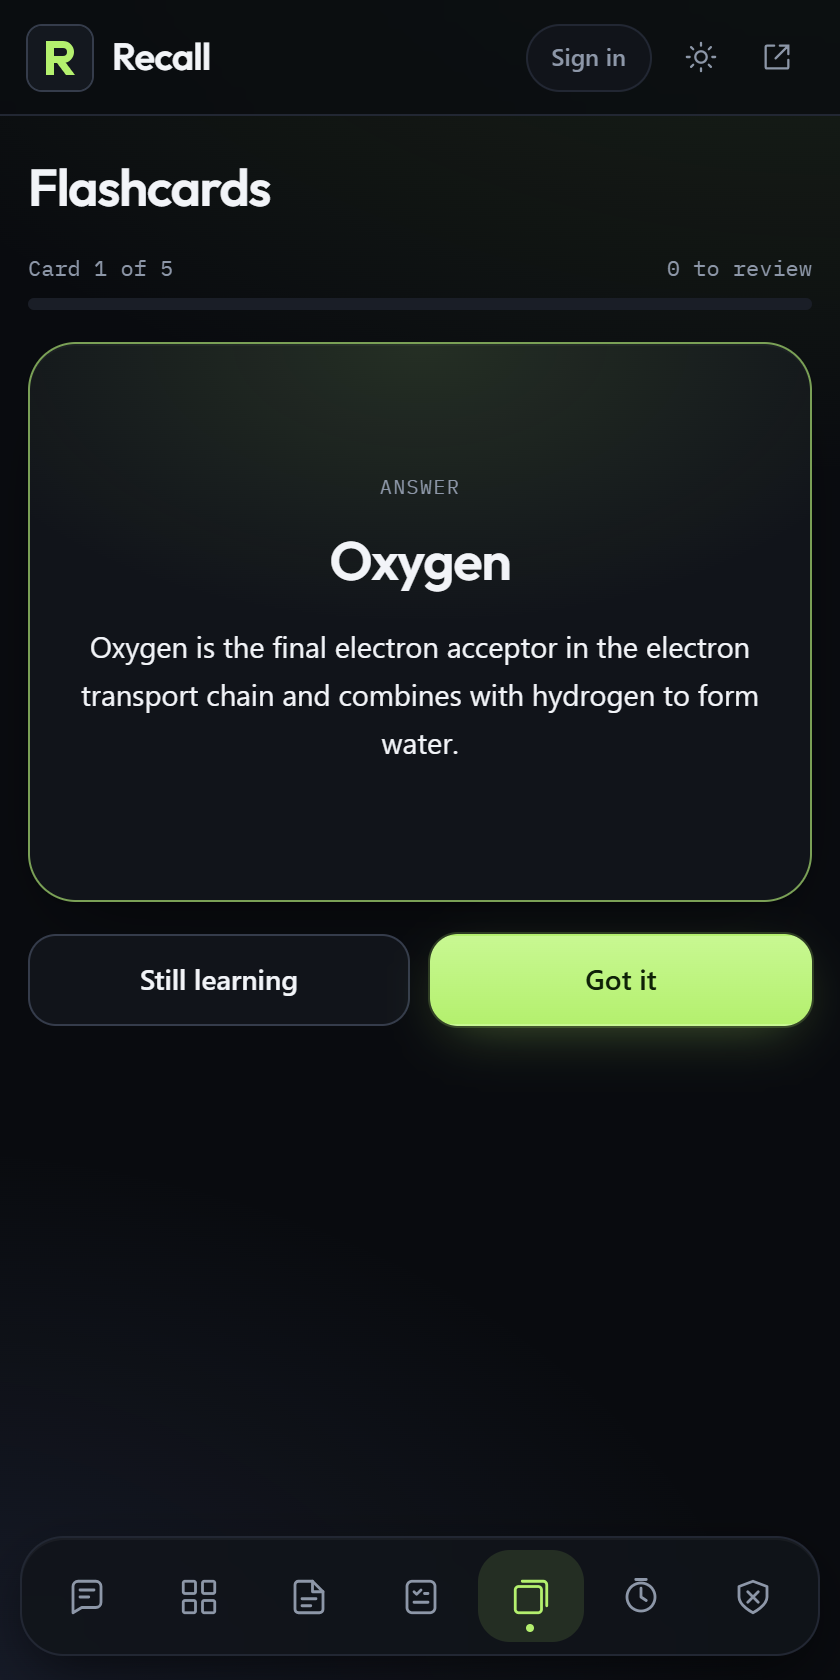 R Recall
Sign in
Flashcards
Card 1 of 5
0 to review
ANSWER
Oxygen
Oxygen is the final electron acceptor in the electron
transport chain and combines with hydrogen to form
water.
Still learning
Got it